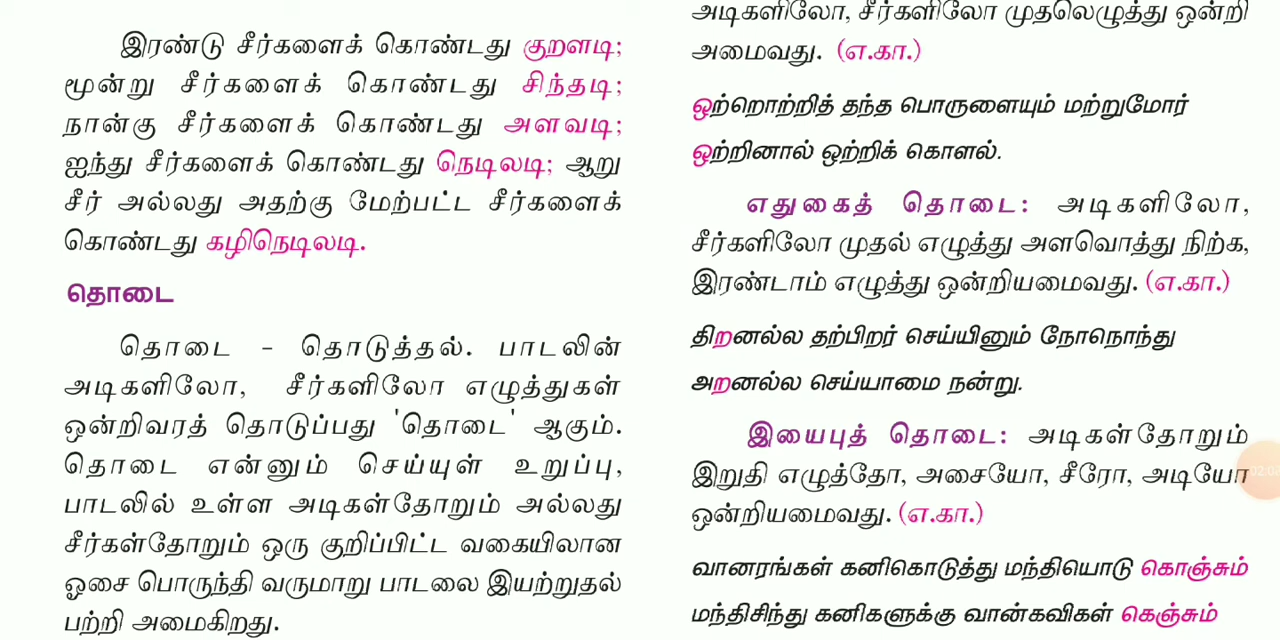 இரண்டு சீர்களைக் கொண்டது குறளடி;
மூன்று சீர்களைக் கொண்டது சிந்தடி;
நான்கு சீர்களைக் கொண்டது அளவடி;
ஐந்து சீர்களைக் கொண்டது நெடிலடி; ஆறு
சீர் அல்லது அதற்கு மேற்பட்ட சீர்களைக்
கொண்டது கழிநெடிலடி.
தொடை
தொடை – தொடுத்தல். பாடலின்
அடிகளிலோ, சீர்களிலோ எழுத்துகள்
ஒன்றிவரத் தொடுப்பது 'தொடை' ஆகும்.
தொடை என்னும் செய்யுள் உறுப்பு,
பாடலில் உள்ள அடிகள்தோறும் அல்லது
சீர்கள்தோறும் ஒரு குறிப்பிட்ட வகையிலான
ஓசை பொருந்தி வருமாறு பாடலை இயற்றுதல்
பற்றி அமைகிறது.
அடிகளிலோ, சீர்களிலோ முதலெழுத்து ஒன்றி
அமைவது. (எ.கா.)
ஒற்றொற்றித் தந்த பொருளையும் மற்றுமோர்
ஒற்றினால் ஒற்றிக் கொளல்.
எதுகைத் தொடை: அடிகளிலோ,
சீர்களிலோ முதல் எழுத்து அளவொத்து நிற்க,
இரண்டாம் எழுத்து ஒன்றியமைவது. (எ.கா.)
திறனல்ல தற்பிறர் செய்யினும் நோநொந்து
அறனல்ல செய்யாமை நன்று.
இயைபுத் தொடை: அடிகள்தோறும்
இறுதி எழுத்தோ, அசையோ, சீரோ, அடியோ
ஒன்றியமைவது. (எ.கா.)
வானரங்கள் கனிகொடுத்து மந்தியொடு கொஞ்சும்
மந்திசிந்து கனிகளுக்கு வான்கவிகள் கெஞ்சும்